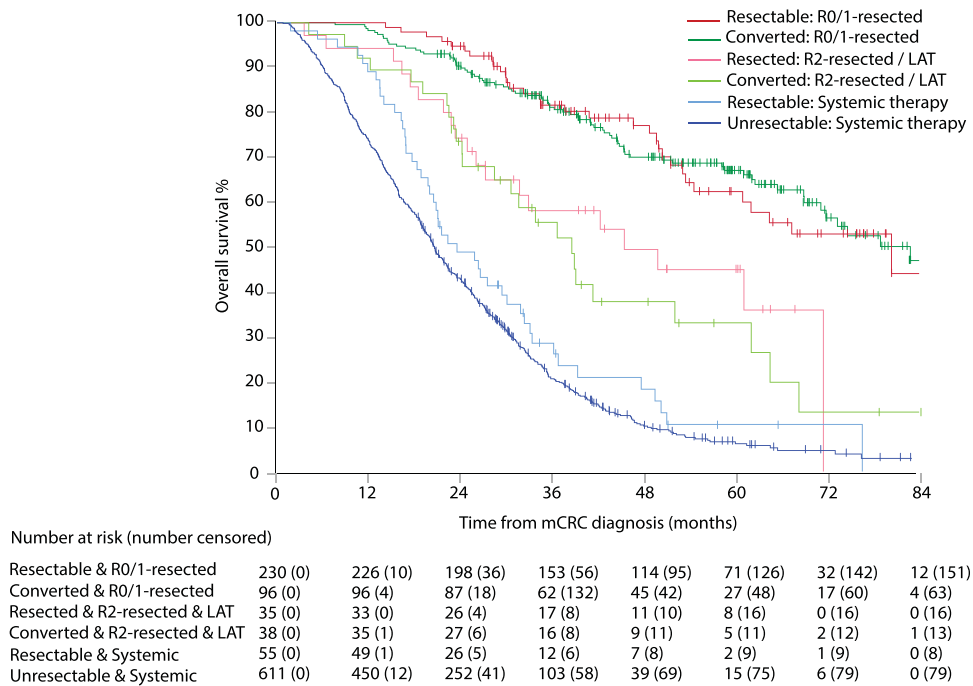 100
90
80
70
60
50
40
30
20
10
0
Overall survival %
Resectable: R0/1-resected
Converted: R0/1-resected
Resected: R2-resected / LAT
Converted: R2-resected / LAT
Resectable: Systemic therapy
Unresectable: Systemic therapy
0 12 24 36 48 60 72 84
Time from mCRC diagnosis (months)
Number at risk (number censored)
Resectable & R0/1-resected 230 (0) 226 (10) 198 (36) 153 (56) 114 (95) 71 (126) 32 (142) 12 (151)
Converted & R0/1-resected 96 (0) 96 (4) 87 (18) 62 (132) 45 (42) 27 (48) 17 (60) 4 (63)
Resected & R2-resected & LAT 35 (0) 33 (0) 26 (4) 17 (8) 11 (10) 8 (16) 0 (16) 0 (16)
Converted & R2-resected & LAT 38 (0) 35 (1) 27 (6) 16 (8) 9 (11) 5 (11) 2 (12) 1 (13)
Resectable & Systemic 55 (0) 49 (1) 26 (5) 12 (6) 7 (8) 2 (9) 1 (9) 0 (8)
Unresectable & Systemic 611 (0) 450 (12) 252 (41) 103 (58) 39 (69) 15 (75) 6 (79) 0 (79)